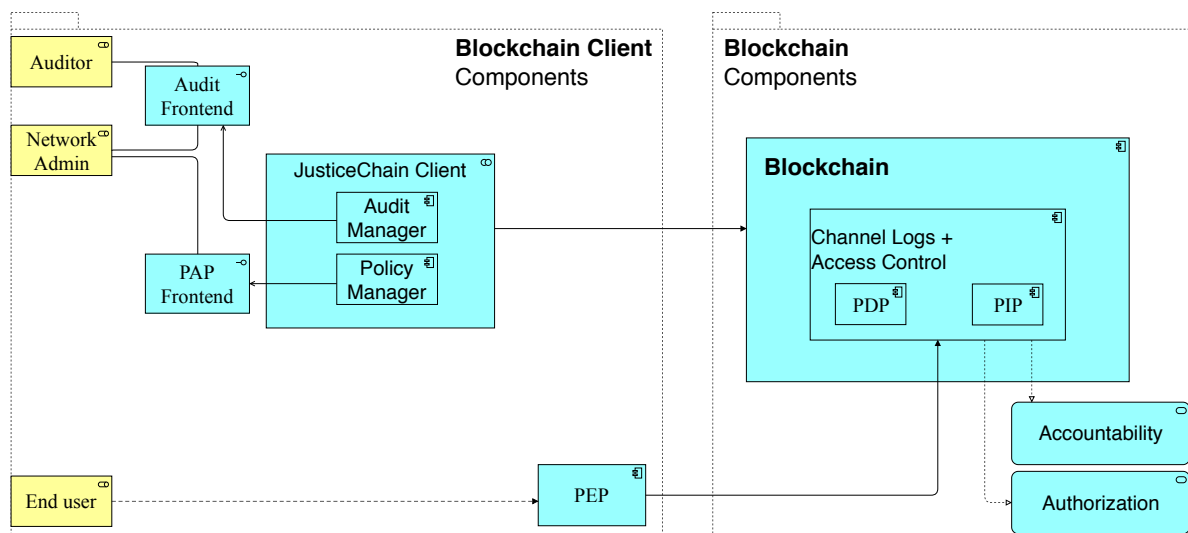 Blockchain Client
Components
Blockchain
Components
Auditor
Audit
Frontend
Network
Admin
JusticeChain Client
Audit
Manager
Policy
Manager
PAP
Frontend
Blockchain
Channel Logs +
Access Control
PDP
PIP
Accountability
Authorization
End user
PEP